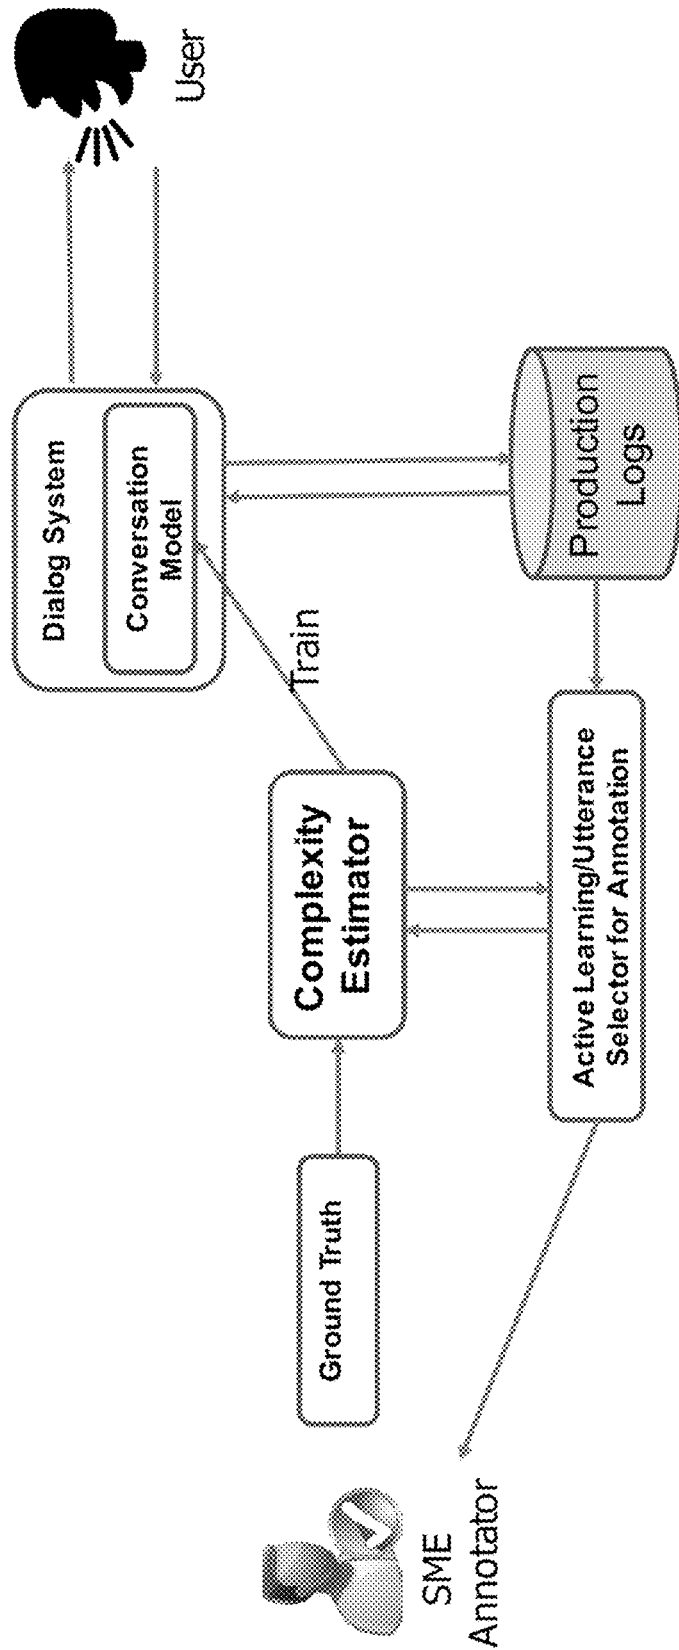 User
Dialog System
Conversation
Model
Train
Production
Logs
Complexity
Estimator
Active Learning/Utterance
Selector for Annotation
Ground Truth
SME
Annotator